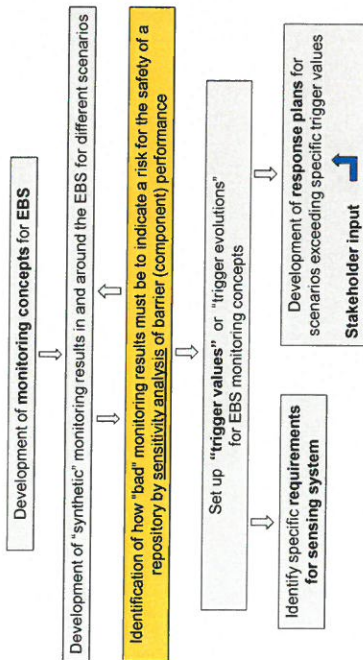 Development of monitoring concepts for EBS
Development of "synthetic" monitoring results in and around the EBS for different scenarios
Identification of how "bad" monitoring results must be to indicate a risk for the safety of a
repository by sensitivity analysis of barrier (component) performance
Set up "trigger values" or "trigger evolutions"
for EBS monitoring concepts
Identify specific requirements
for sensing system
Development of response plans for
scenarios exceeding specific trigger values
Stakeholder input